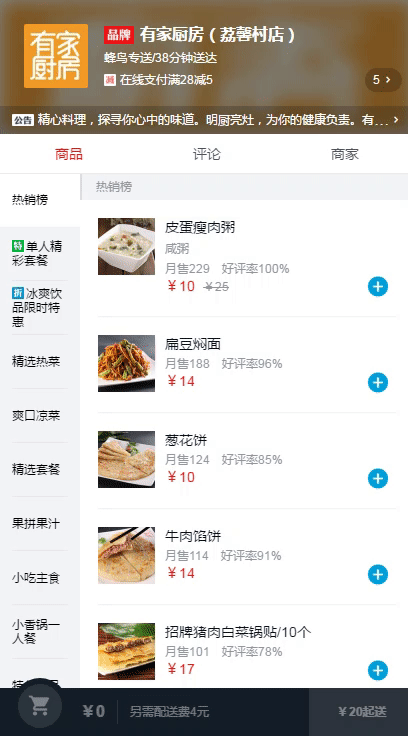 有家
厨房
品牌 有家厨房（荔馨村店）
蜂鸟专送/38分钟送达
减 在线支付满28减5
5 >
公告 精心料理，探寻你心中的味道。明厨亮灶，为你的健康负责。有... >
商品 评论 商家
热销榜
特 单人精
彩套餐
折 冰爽饮
品限时特
惠
精选热菜
爽口凉菜
精选套餐
果拼果汁
小吃主食
小香锅一
人餐
热销榜
皮蛋瘦肉粥
咸粥
月售229 好评率100%
￥10 ￥25
扁豆焖面
月售188 好评率96%
￥14
葱花饼
月售124 好评率85%
￥10
牛肉馅饼
月售114 好评率91%
￥14
招牌猪肉白菜锅贴/10个
月售101 好评率78%
￥17
￥0 另需配送费4元 ￥20起送